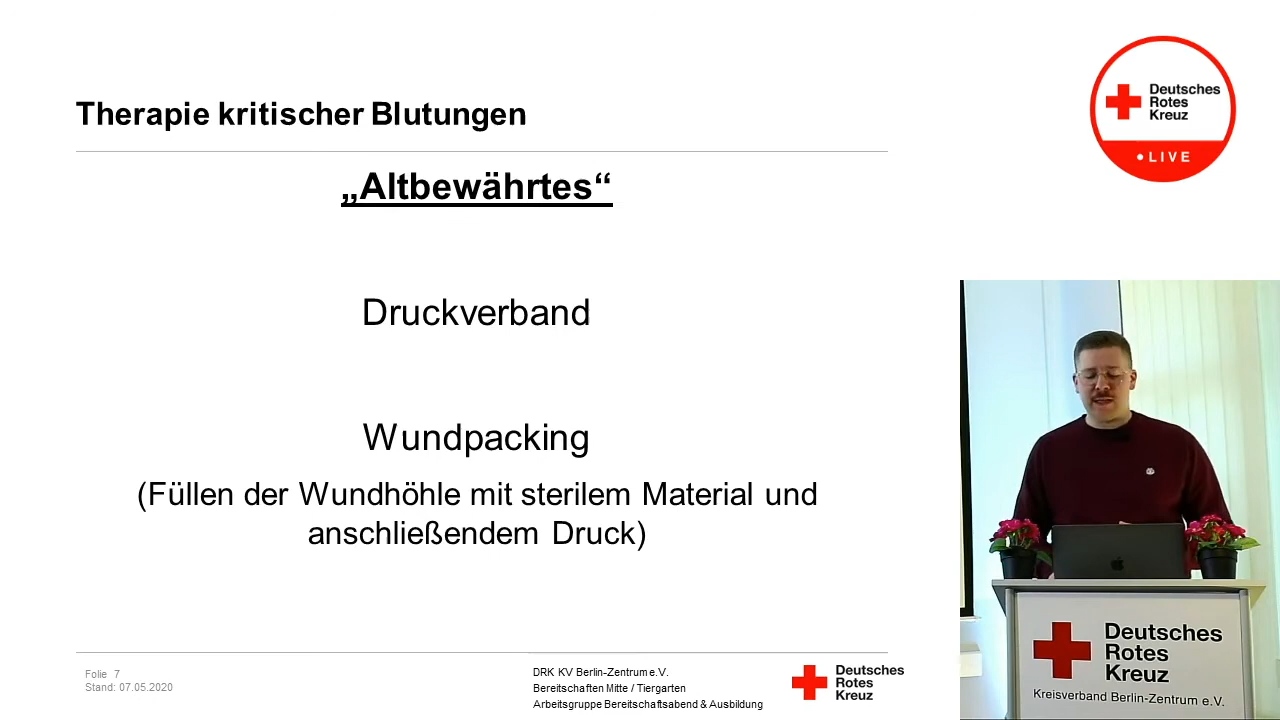 Therapie kritischer Blutungen
„Altbewährtes“
Druckverband
Wundpacking
(Füllen der Wundhöhle mit sterilem Material und
anschließendem Druck)
Folie 7
Stand: 07.05.2020
DRK KV Berlin-Zentrum e.V.
Bereitschaften Mitte / Tiergarten
Arbeitsgruppe Bereitschaftsabend & Ausbildung
Deutsches
Rotes
Kreuz
Deutsches
Rotes
Kreuz
LIVE
Deutsches
Rotes
Kreuz
Kreisverband Berlin-Zentrum e.V.